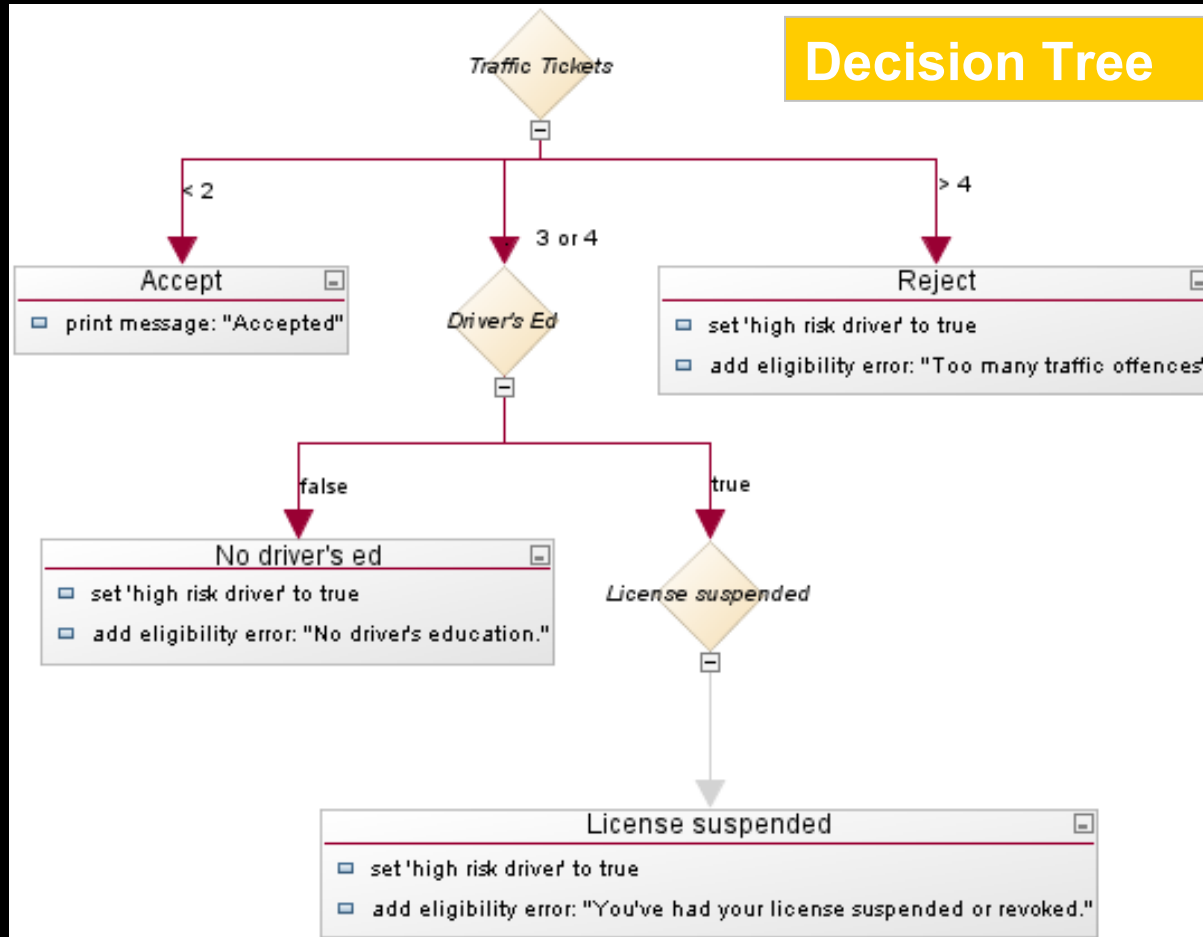 Decision Tree
Traffic Tickets
< 2
3 or 4
> 4
Accept
print message: "Accepted"
Driver's Ed
Reject
set 'high risk driver' to true
add eligibility error: "Too many traffic offences"
false
true
No driver's ed
set 'high risk driver' to true
add eligibility error: "No driver's education."
License suspended
License suspended
set 'high risk driver' to true
add eligibility error: "You've had your license suspended or revoked."